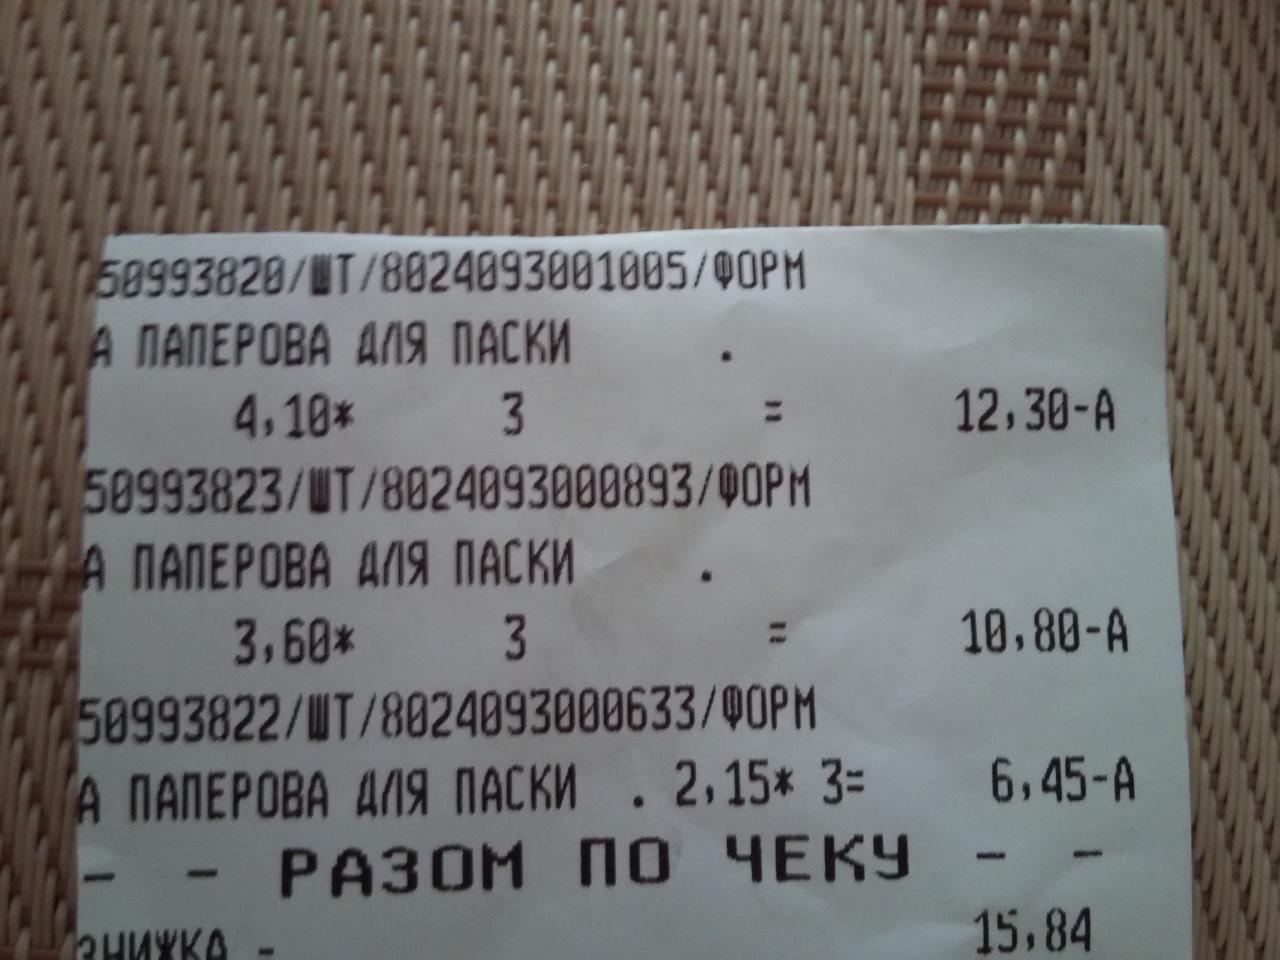 50993820/ШТ/8024093001005/ФОРМ
А ПАПЕРОВА ДЛЯ ПАСКИ .
4,10* 3 = 12,30-А
50993823/ШТ/8024093000893/ФОРМ
А ПАПЕРОВА ДЛЯ ПАСКИ .
3,60* 3 = 10,80-А
50993822/ШТ/8024093000633/ФОРМ
А ПАПЕРОВА ДЛЯ ПАСКИ . 2,15* 3= 6,45-А
- - РАЗОМ ПО ЧЕКУ - -
ЗНИЖКА - 15,84